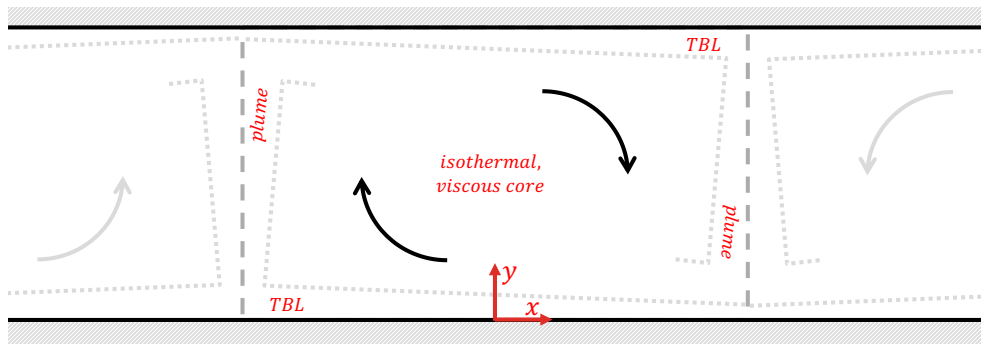 TBL
plume
isothermal,
viscous core
plume
y
x
TBL